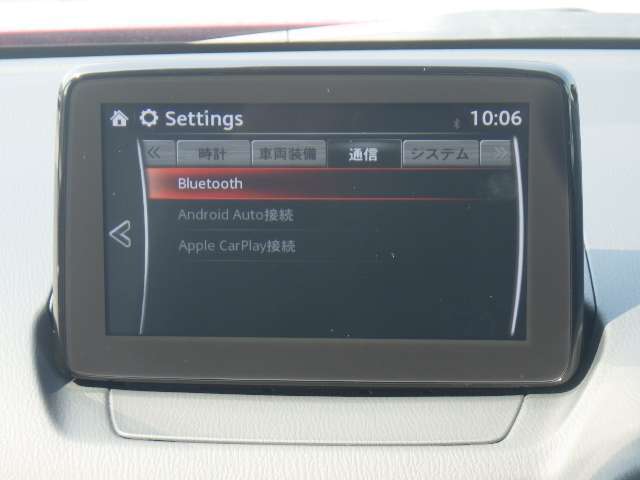 Settings 10:06
時計 車両装備 通信 システム
Bluetooth
Android Auto接続
Apple CarPlay接続